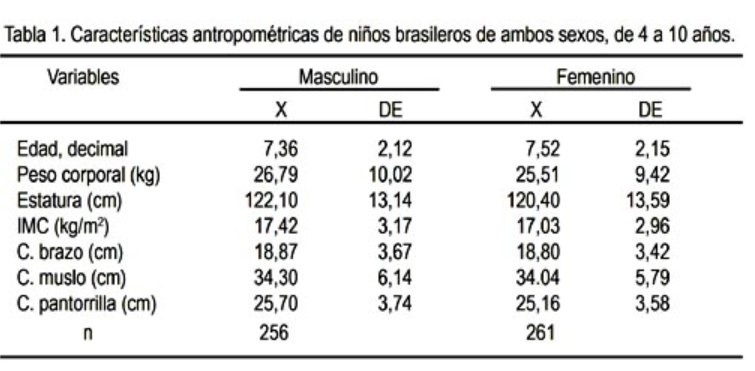 Tabla 1. Características antropométricas de niños brasileros de ambos sexos, de 4 a 10 años.
Variables Masculino Femenino
X DE X DE
Edad, decimal 7,36 2,12 7,52 2,15
Peso corporal (kg) 26,79 10,02 25,51 9,42
Estatura (cm) 122,10 13,14 120,40 13,59
IMC (kg/m²) 17,42 3,17 17,03 2,96
C. brazo (cm) 18,87 3,67 18,80 3,42
C. muslo (cm) 34,30 6,14 34.04 5,79
C. pantorrilla (cm) 25,70 3,74 25,16 3,58
n 256 261